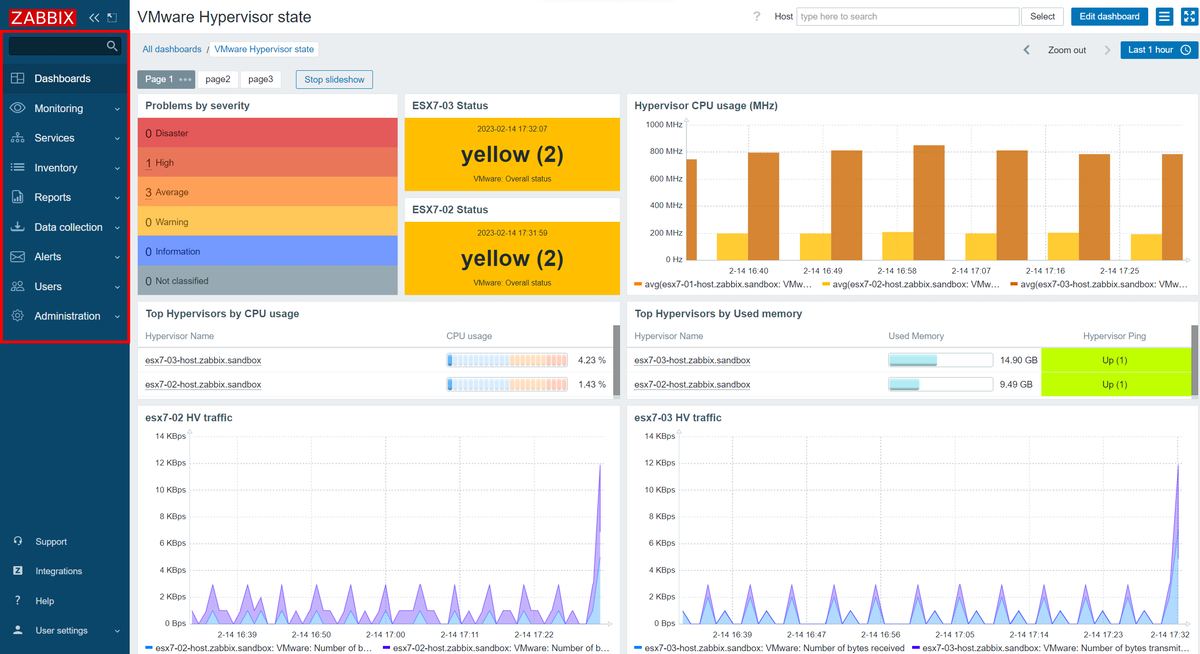 ZABBIX
Dashboards
Monitoring
Services
Inventory
Reports
Data collection
Alerts
Users
Administration
Support
Integrations
Help
User settings
VMware Hypervisor state
? Host type here to search Select Edit dashboard
All dashboards / VMware Hypervisor state
Zoom out Last 1 hour
Page 1 page2 page3 Stop slideshow
Problems by severity
0 Disaster
1 High
3 Average
0 Warning
0 Information
0 Not classified
ESX7-03 Status
2023-02-14 17:32:07
yellow (2)
VMware: Overall status
ESX7-02 Status
2023-02-14 17:31:59
yellow (2)
VMware: Overall status
Hypervisor CPU usage (MHz)
1000 MHz
800 MHz
600 MHz
400 MHz
200 MHz
0 Hz
2-14 16:40 2-14 16:49 2-14 16:58 2-14 17:07 2-14 17:16 2-14 17:25
avg(esx7-01-host.zabbix.sandbox: VMw... avg(esx7-02-host.zabbix.sandbox: VMw... avg(esx7-03-host.zabbix.sandbox: VMw...
Top Hypervisors by CPU usage
Hypervisor Name CPU usage
esx7-03-host.zabbix.sandbox 4.23 %
esx7-02-host.zabbix.sandbox 1.43 %
Top Hypervisors by Used memory
Hypervisor Name Used Memory Hypervisor Ping
esx7-03-host.zabbix.sandbox 14.90 GB Up (1)
esx7-02-host.zabbix.sandbox 9.49 GB Up (1)
esx7-02 HV traffic
14 KBps
12 KBps
10 KBps
8 KBps
6 KBps
4 KBps
2 KBps
0 Bps
2-14 16:39 2-14 16:50 2-14 17:00 2-14 17:11 2-14 17:22
esx7-02-host.zabbix.sandbox: VMware: Number of b... esx7-02-host.zabbix.sandbox: VMware: Number of b...
esx7-03 HV traffic
14 KBps
12 KBps
10 KBps
8 KBps
6 KBps
4 KBps
2 KBps
0 Bps
2-14 16:39 2-14 16:47 2-14 16:56 2-14 17:05 2-14 17:14 2-14 17:23 2-14 17:32
esx7-03-host.zabbix.sandbox: VMware: Number of bytes received esx7-03-host.zabbix.sandbox: VMware: Number of bytes transmit...